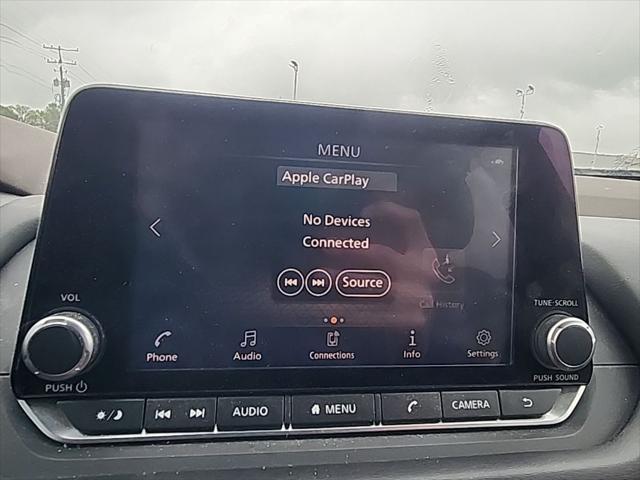 MENU
Apple CarPlay
No Devices
Connected
Source
Call History
Phone
Audio
Connections
Info
Settings
VOL
PUSH
TUNE·SCROLL
PUSH SOUND
AUDIO
MENU
CAMERA